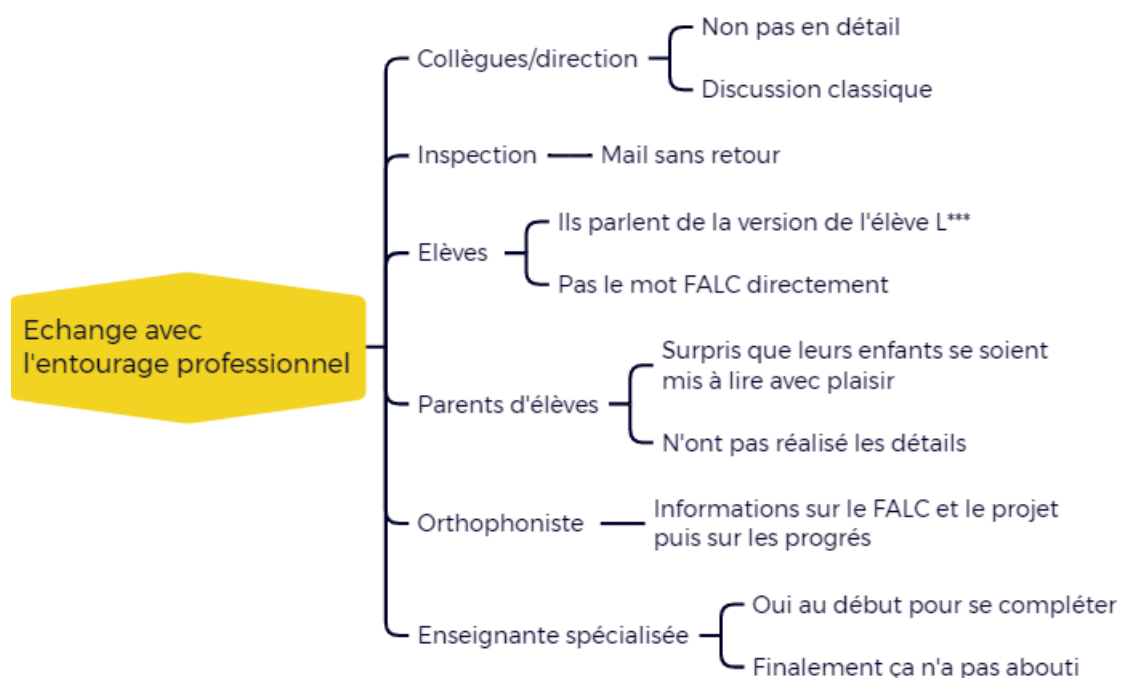 Echange avec
l'entourage professionnel
Collègues/direction
Non pas en détail
Discussion classique
Inspection
Mail sans retour
Elèves
Ils parlent de la version de l'élève L***
Pas le mot FALC directement
Parents d'élèves
Surpris que leurs enfants se soient
mis à lire avec plaisir
N'ont pas réalisé les détails
Orthophoniste
Informations sur le FALC et le projet
puis sur les progrés
Enseignante spécialisée
Oui au début pour se compléter
Finalement ça n'a pas abouti